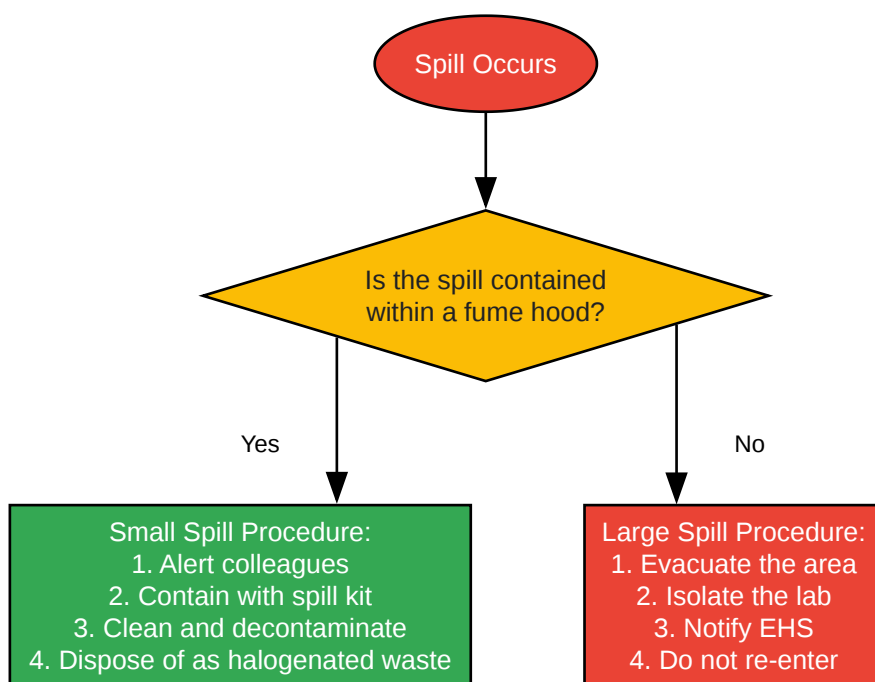 Spill Occurs
Is the spill contained
within a fume hood?
Yes
No
Small Spill Procedure:
1. Alert colleagues
2. Contain with spill kit
3. Clean and decontaminate
4. Dispose of as halogenated waste
Large Spill Procedure:
1. Evacuate the area
2. Isolate the lab
3. Notify EHS
4. Do not re-enter